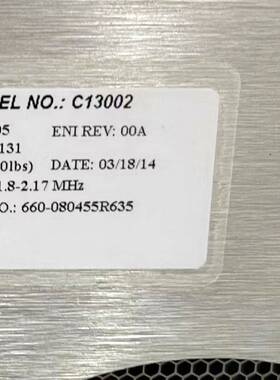 EL NO.: C13002
05 ENI REV: 00A
131
0lbs) DATE: 03/18/14
1.8-2.17 MHz
O.: 660-080455R635